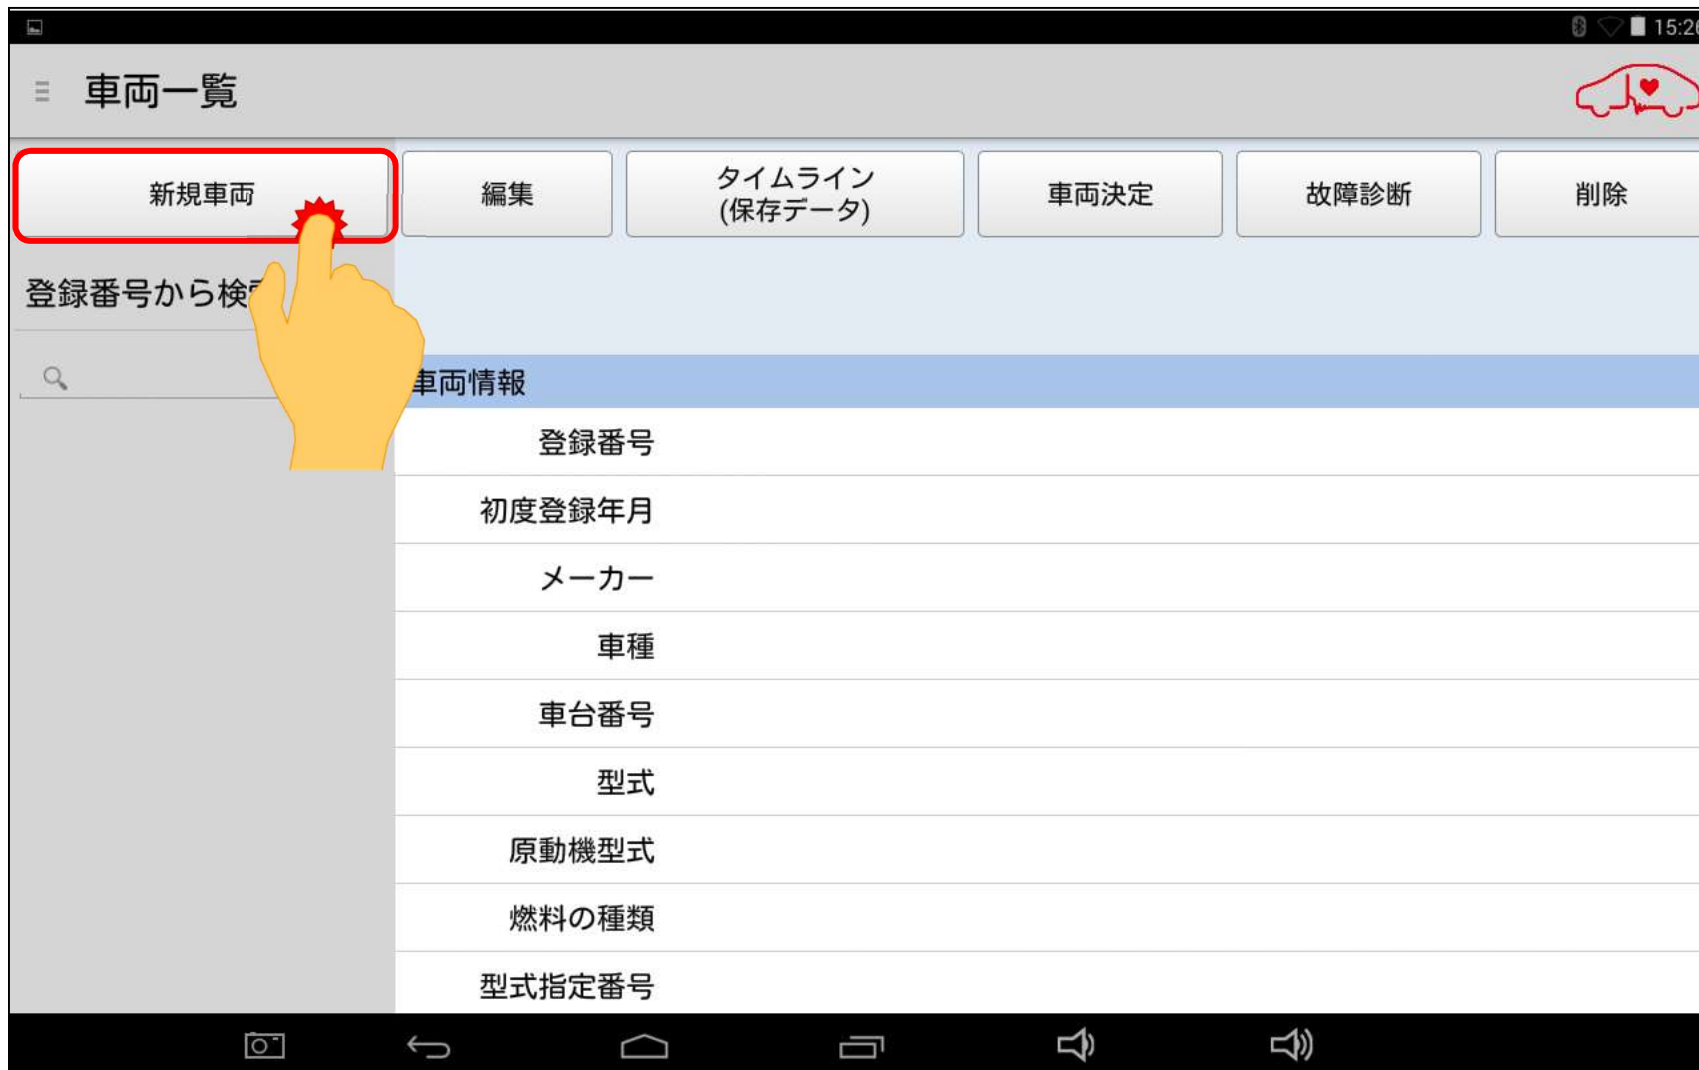 15:26
車両一覧
新規車両
編集
タイムライン
(保存データ)
車両決定
故障診断
削除
登録番号から検
車両情報
登録番号
初度登録年月
メーカー
車種
車台番号
型式
原動機型式
燃料の種類
型式指定番号